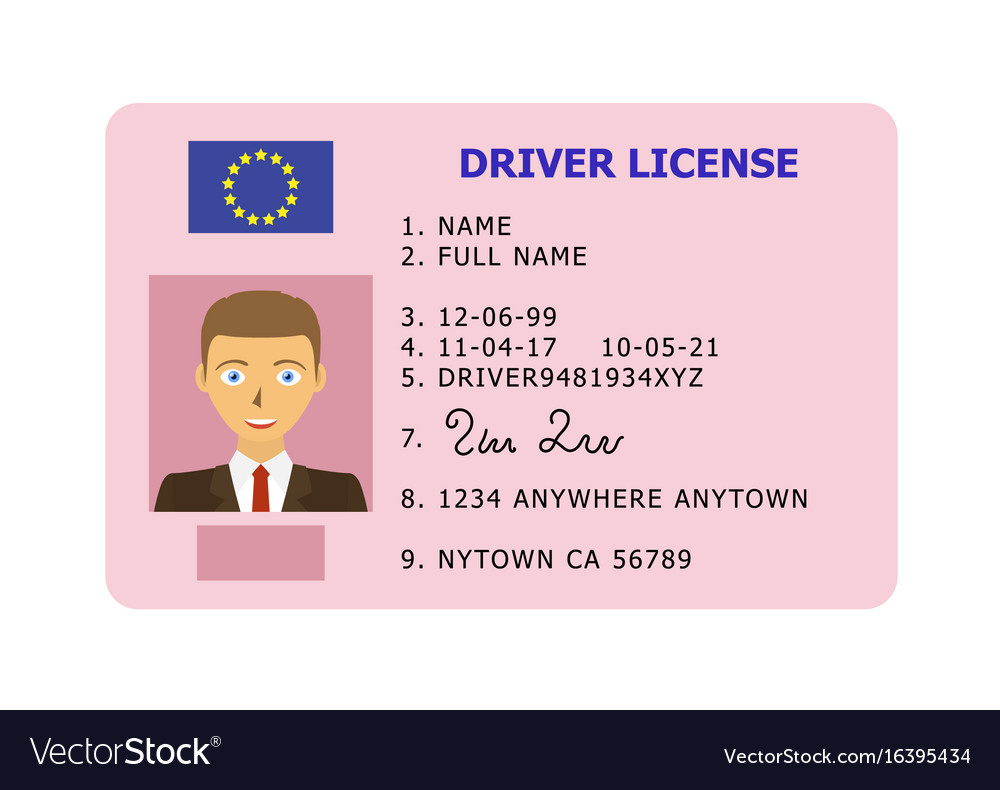 DRIVER LICENSE
1. NAME
2. FULL NAME
3. 12-06-99
4. 11-04-17 10-05-21
5. DRIVER9481934XYZ
7.
8. 1234 ANYWHERE ANYTOWN
9. NYTOWN CA 56789
VectorStock®
VectorStock.com/16395434